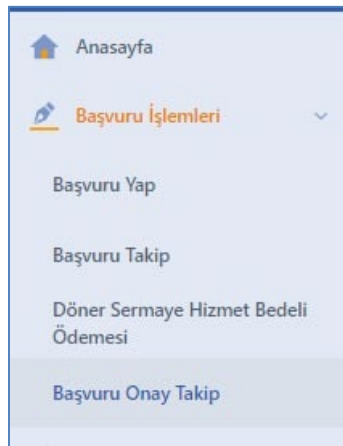 Anasayfa
Başvuru İşlemleri
Başvuru Yap
Başvuru Takip
Döner Sermaye Hizmet Bedeli
Ödemesi
Başvuru Onay Takip